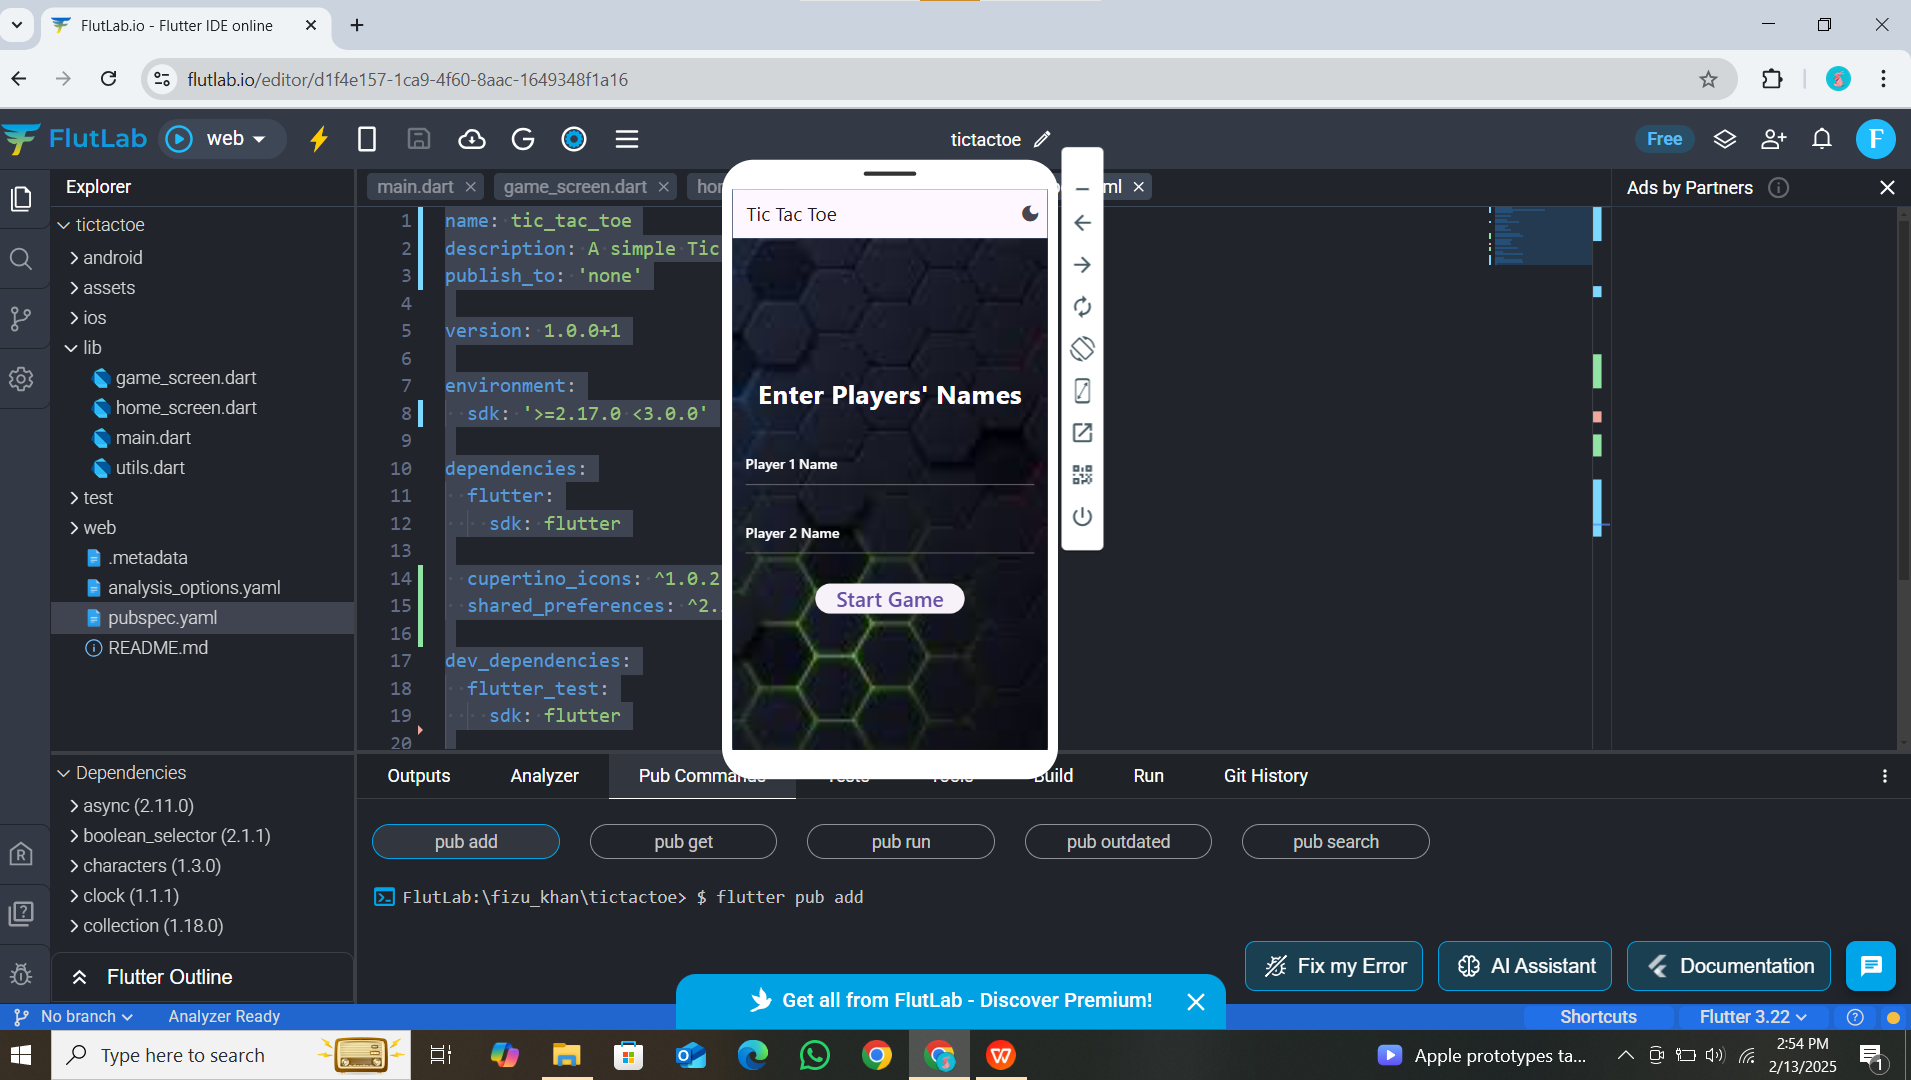 FlutLab.io - Flutter IDE online
flutlab.io/editor/d1f4e157-1ca9-4f60-8aac-1649348f1a16
FlutLab
web
tictactoe
Free
Explorer
main.dart
game_screen.dart
Ads by Partners
tictactoe
android
assets
ios
lib
game_screen.dart
home_screen.dart
main.dart
utils.dart
test
web
.metadata
analysis_options.yaml
pubspec.yaml
README.md
1 name: tic_tac_toe
2 description: A simple Tic
3 publish_to: 'none'
4
5 version: 1.0.0+1
6
7 environment:
8 sdk: '>=2.17.0 <3.0.0'
9
10 dependencies:
11 flutter:
12 sdk: flutter
13
14 cupertino_icons: ^1.0.2
15 shared_preferences: ^2.
16
17 dev_dependencies:
18 flutter_test:
19 sdk: flutter
20
Tic Tac Toe
Enter Players' Names
Player 1 Name
Player 2 Name
Start Game
Dependencies
async (2.11.0)
boolean_selector (2.1.1)
characters (1.3.0)
clock (1.1.1)
collection (1.18.0)
Flutter Outline
Outputs Analyzer Pub Commands Tests Tools Build Run Git History
pub add pub get pub run pub outdated pub search
FlutLab:\fizu_khan\tictactoe> $ flutter pub add
Fix my Error
AI Assistant
Documentation
Get all from FlutLab - Discover Premium!
No branch
Analyzer Ready
Shortcuts
Flutter 3.22
Type here to search
Apple prototypes ta...
2:54 PM
2/13/2025
1